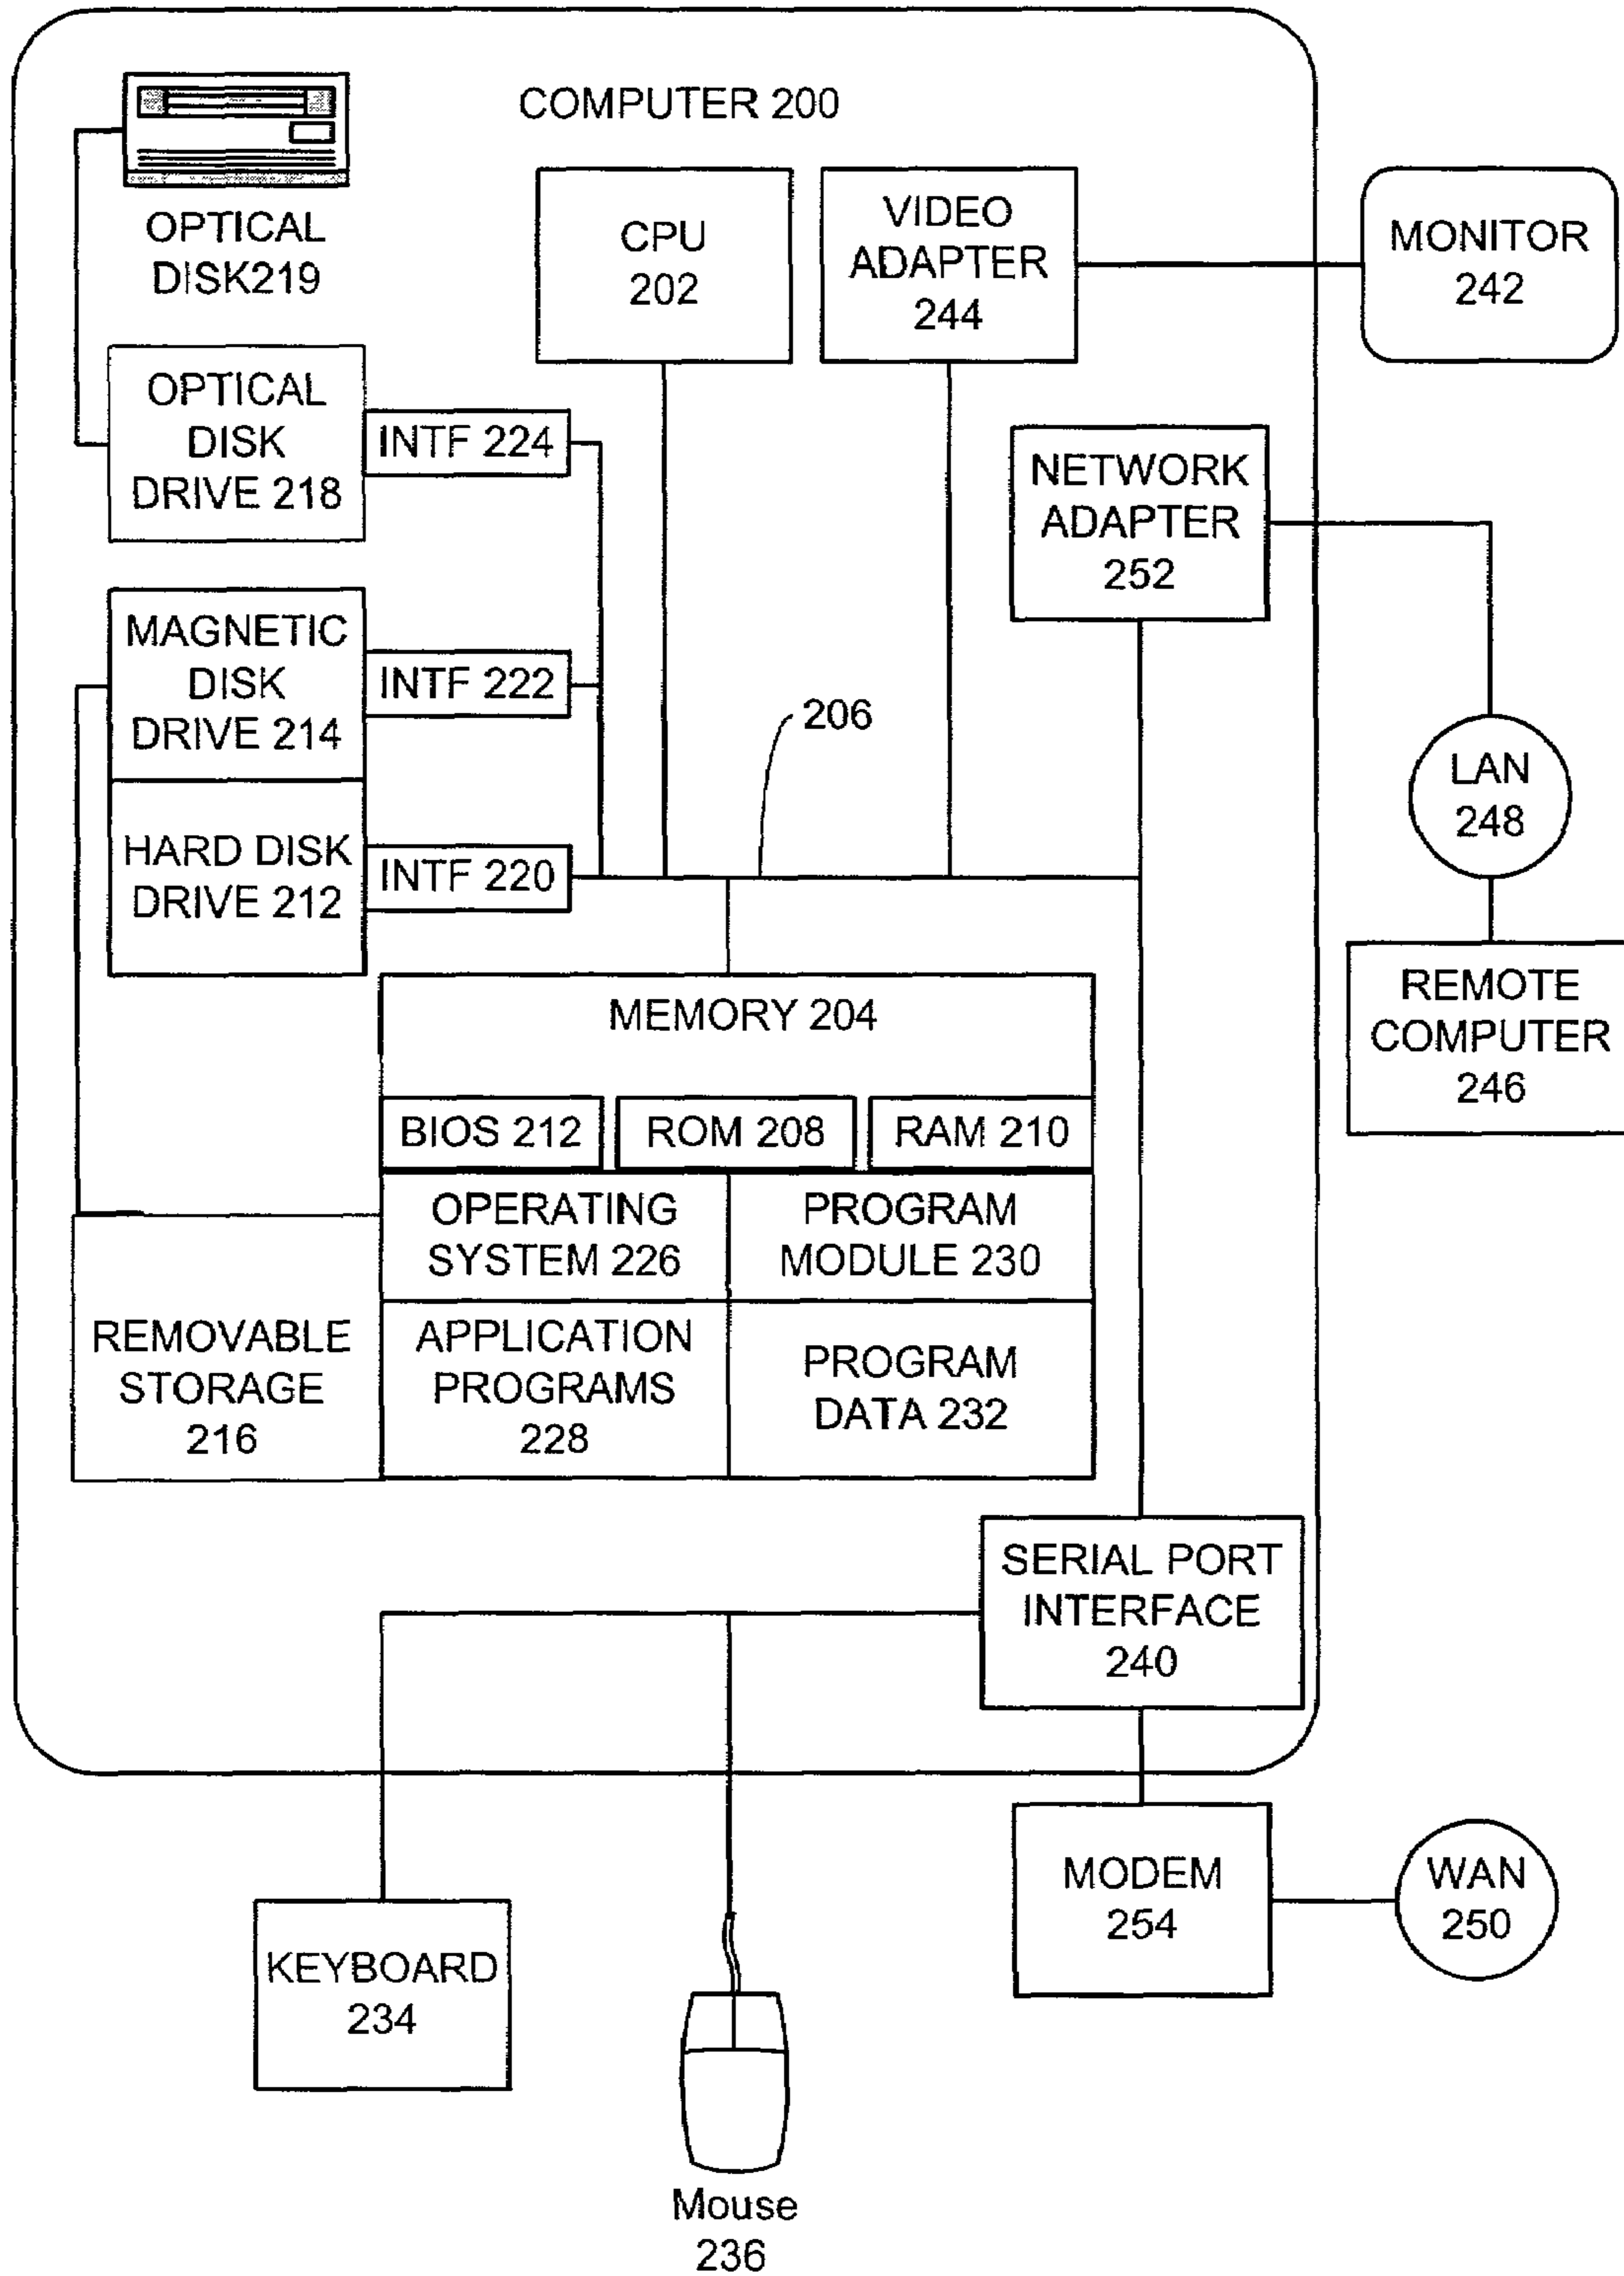 COMPUTER 200
OPTICAL
DISK219
CPU
202
VIDEO
ADAPTER
244
MONITOR
242
OPTICAL
DISK
DRIVE 218
INTF 224
NETWORK
ADAPTER
252
MAGNETIC
DISK
DRIVE 214
INTF 222
206
LAN
248
HARD DISK
DRIVE 212
INTF 220
REMOTE
COMPUTER
246
MEMORY 204
BIOS 212
ROM 208
RAM 210
OPERATING
SYSTEM 226
PROGRAM
MODULE 230
REMOVABLE
STORAGE
216
APPLICATION
PROGRAMS
228
PROGRAM
DATA 232
SERIAL PORT
INTERFACE
240
MODEM
254
WAN
250
KEYBOARD
234
Mouse
236